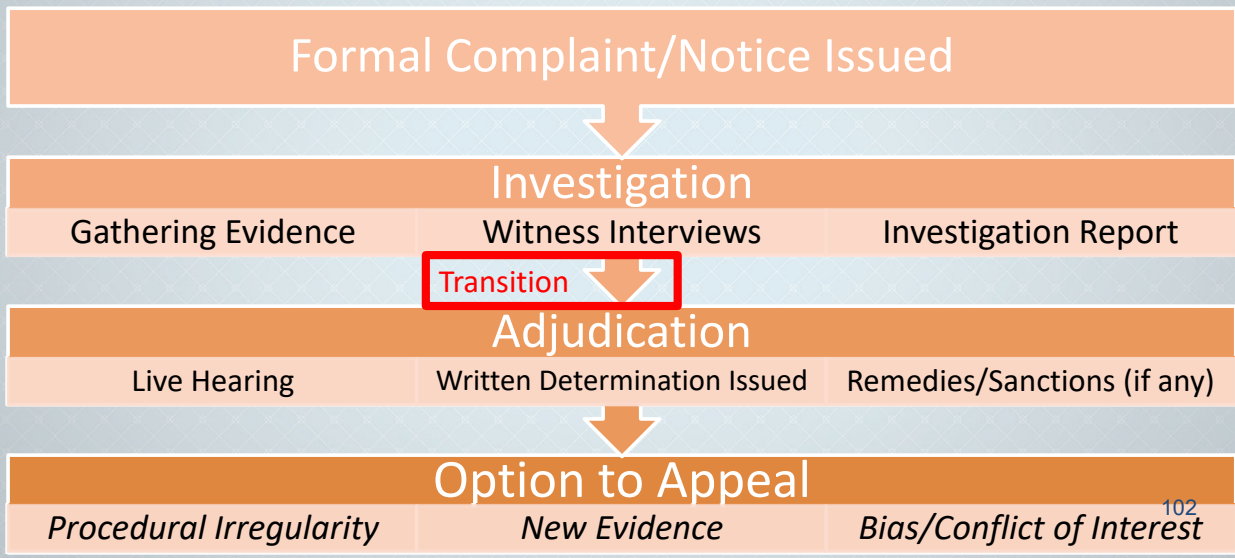 Formal Complaint/Notice Issued
Investigation
Gathering Evidence Witness Interviews Investigation Report
Transition
Adjudication
Live Hearing Written Determination Issued Remedies/Sanctions (if any)
Option to Appeal
Procedural Irregularity New Evidence Bias/Conflict of Interest
102